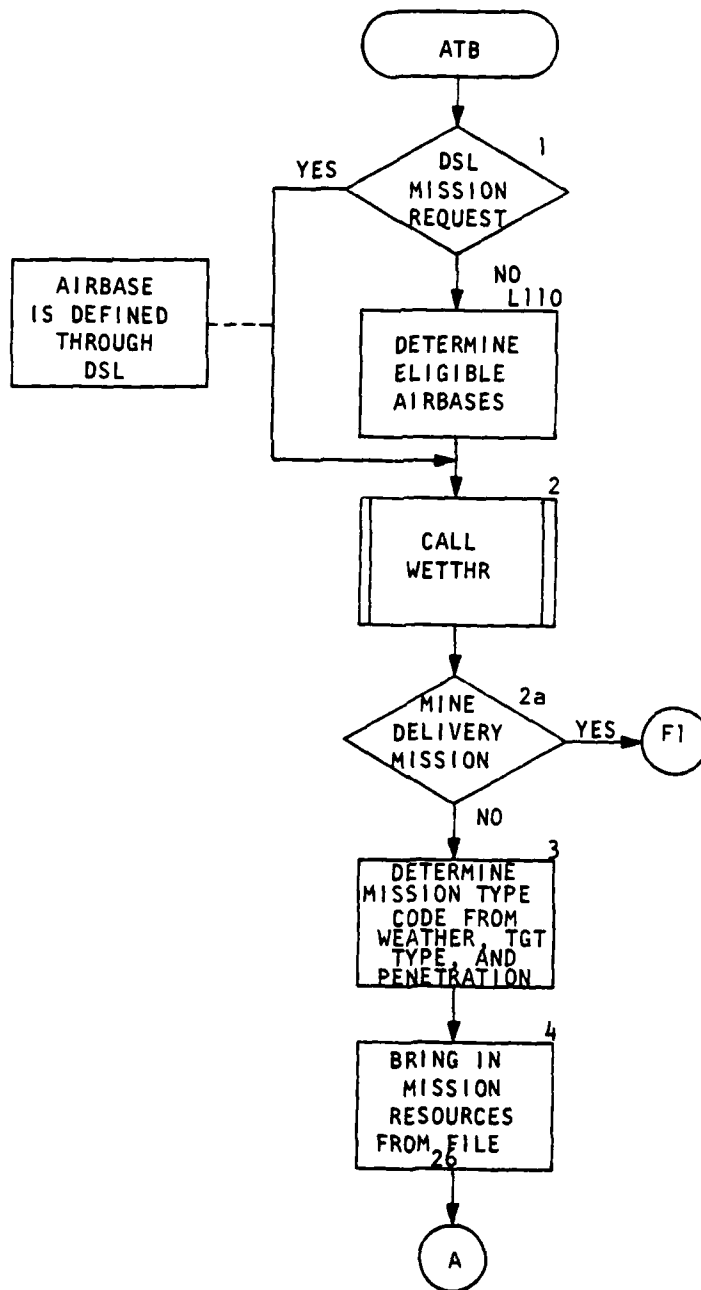 ATB
1
DSL
MISSION
REQUEST
YES
NO
L110
AIRBASE
IS DEFINED
THROUGH
DSL
DETERMINE
ELIGIBLE
AIRBASES
2
CALL
WETTHR
2a
MINE
DELIVERY
MISSION
YES
F1
NO
3
DETERMINE
MISSION TYPE
CODE FROM
WEATHER, TGT
TYPE, AND
PENETRATION
4
BRING IN
MISSION
RESOURCES
FROM FILE
26
A